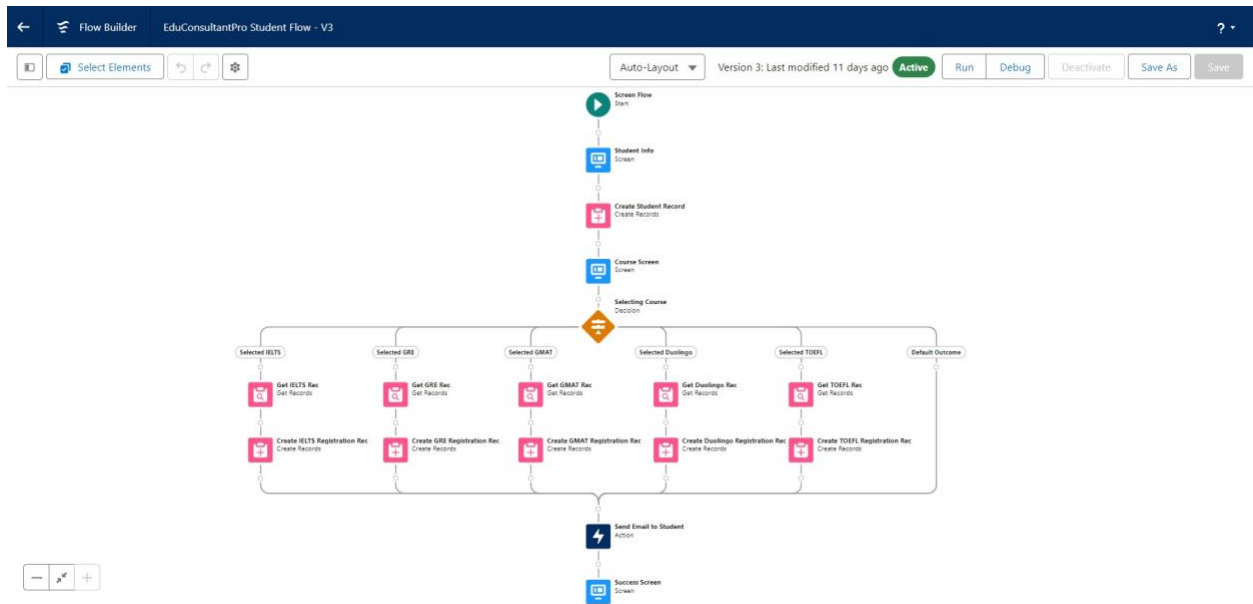 Flow Builder
EduConsultantPro Student Flow - V3
?
Select Elements
Auto-Layout
Version 3: Last modified 11 days ago
Active
Run
Debug
Deactivate
Save As
Save
Screen Flow
Start
Student Info
Screen
Create Student Record
Create Records
Course Screen
Screen
Selecting Course
Decision
Selected IELTS
Selected GRE
Selected GMAT
Selected Duolingo
Selected TOEFL
Default Outcome
Get IELTS Rec
Get Records
Get GRE Rec
Get Records
Get GMAT Rec
Get Records
Get Duolingo Rec
Get Records
Get TOEFL Rec
Get Records
Create IELTS Registration Rec
Create Records
Create GRE Registration Rec
Create Records
Create GMAT Registration Rec
Create Records
Create Duolingo Registration Rec
Create Records
Create TOEFL Registration Rec
Create Records
Send Email to Student
Action
Success Screen
Screen